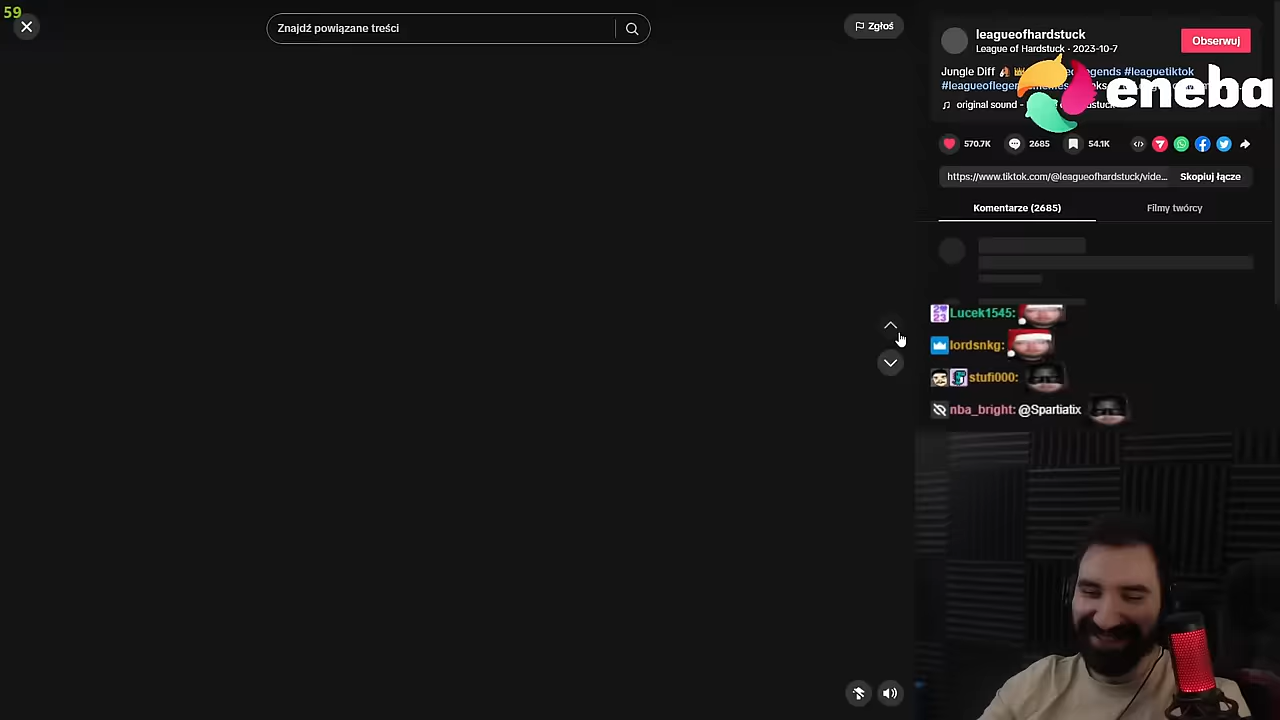 59
Znajdź powiązane treści
Zgłoś
leagueofhardstuck
League of Hardstuck · 2023-10-7
Obserwuj
Jungle Diff
#leaguetiktok
eneba
original sound -
570.7K
2685
54.1K
https://www.tiktok.com/@leagueofhardstuck/vide...
Skopiuj łącze
Komentarze (2685)
Filmy twórcy
Lucek1545:
lordsnkg:
stufi000:
nba_bright: @Spartiatix